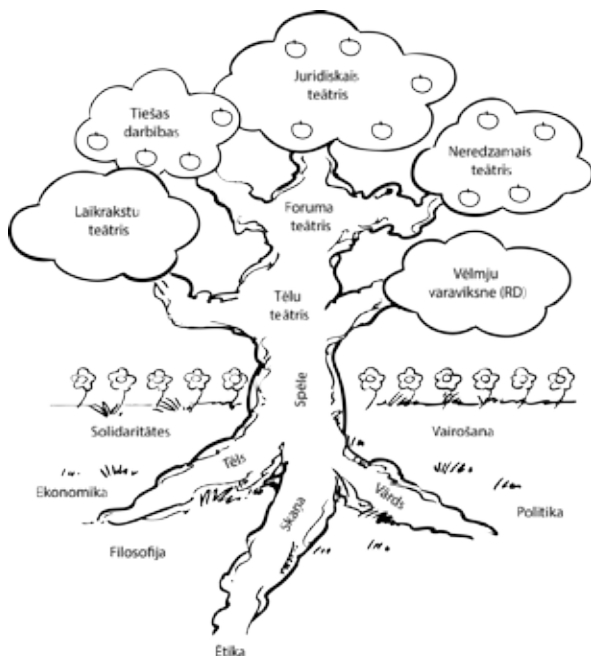 Juridiskais
teātris
Tiešas
darbības
Neredzamais
teātris
Laikrakstu
teātris
Foruma
teātris
Vēlmju
varavīksne (RD)
Tēlu
teātris
Spēle
Solidaritātes
Vairošana
Tēls
Ekonomika
Skaņa
Vārds
Politika
Filosofija
Ētika